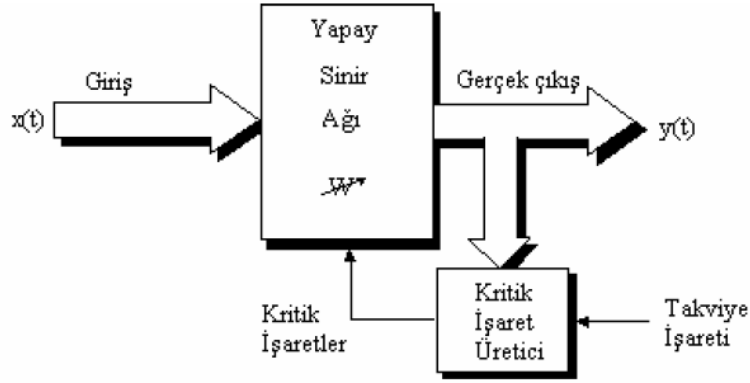 Yapay
Sinir
Ağı
W
Giriş
x(t)
Gerçek çıkış
y(t)
Kritik
İşaretler
Kritik
İşaret
Üretici
Takviye
İşareti